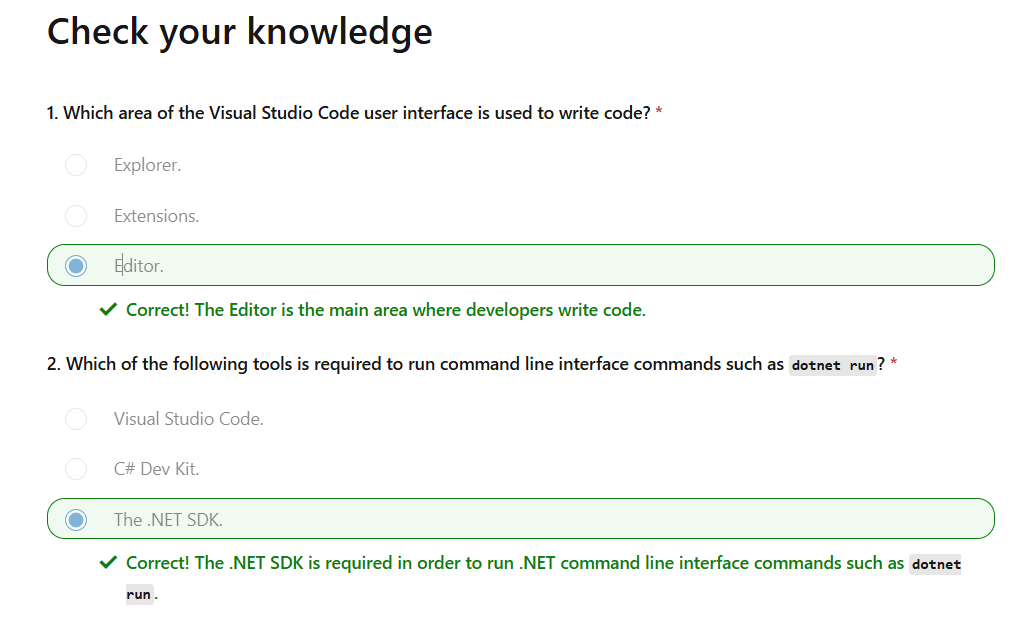 Check your knowledge
1. Which area of the Visual Studio Code user interface is used to write code? *
Explorer.
Extensions.
Editor.
Correct! The Editor is the main area where developers write code.
2. Which of the following tools is required to run command line interface commands such as dotnet run? *
Visual Studio Code.
C# Dev Kit.
The .NET SDK.
Correct! The .NET SDK is required in order to run .NET command line interface commands such as dotnet
run.